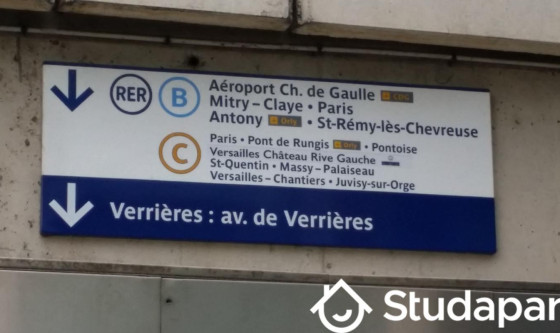 RER B Aéroport Ch. de Gaulle CDG
Mitry – Claye • Paris
Antony Orly • St-Rémy-lès-Chevreuse
C Paris • Pont de Rungis Orly • Pontoise
Versailles Château Rive Gauche
St-Quentin • Massy – Palaiseau
Versailles – Chantiers • Juvisy-sur-Orge
Verrières : av. de Verrières
Studapar